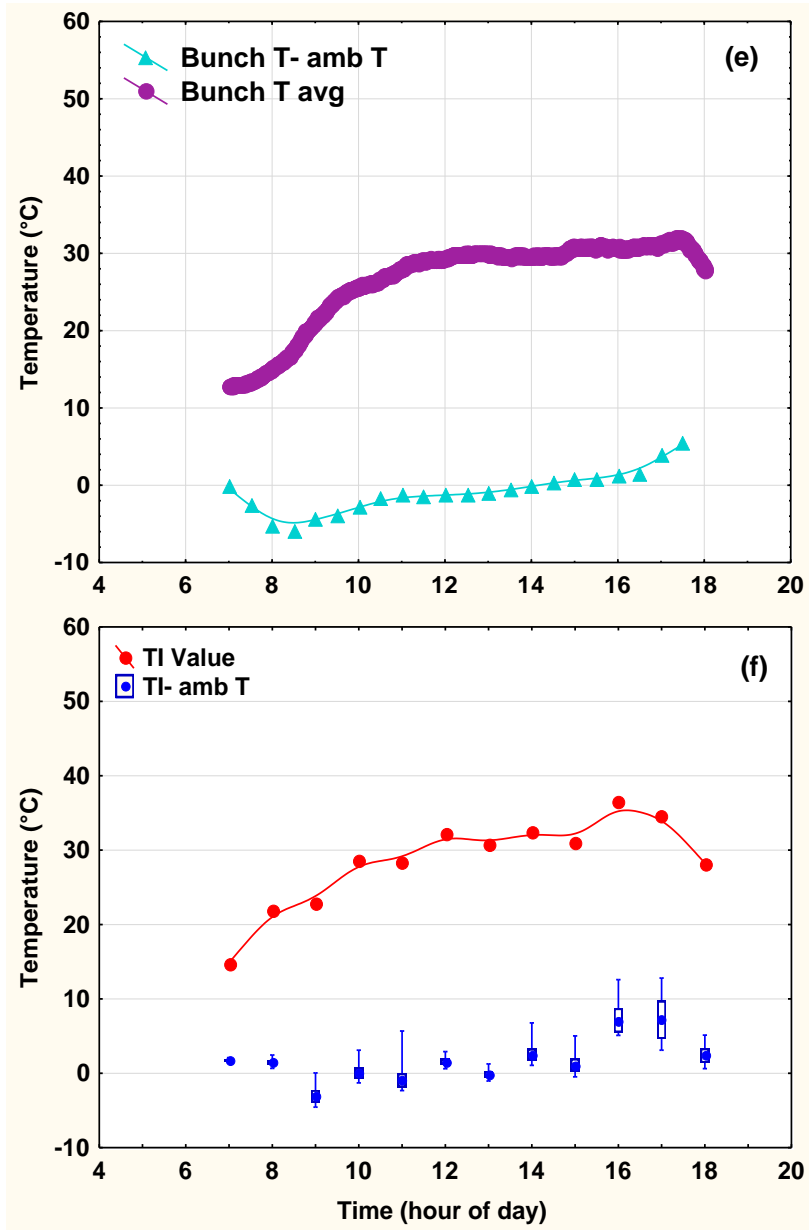 60
50
40
30
20
10
0
-10
Temperature (°C)
Bunch T- amb T
Bunch T avg
(e)
4 6 8 10 12 14 16 18 20
60
50
40
30
20
10
0
-10
Temperature (°C)
TI Value
TI- amb T
(f)
4 6 8 10 12 14 16 18 20
Time (hour of day)